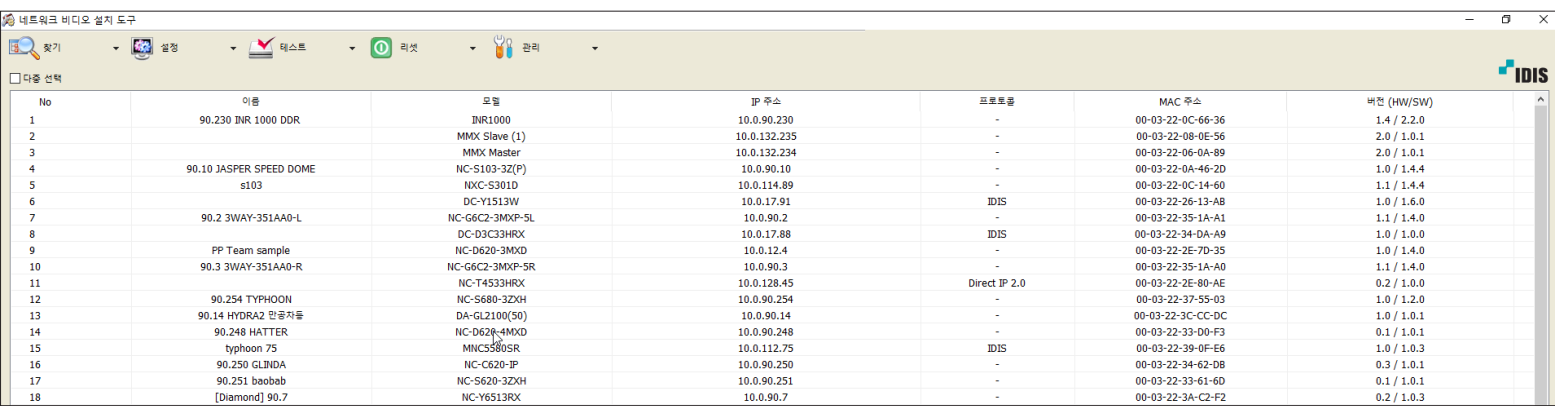 네트워크 비디오 설치 도구
찾기 설정 테스트 리셋 관리
다중 선택
IDIS
No 이름 모델 IP 주소 프로토콜 MAC 주소 버전 (HW/SW)
1 90.230 INR 1000 DDR INR1000 10.0.90.230 - 00-03-22-0C-66-36 1.4 / 2.2.0
2 MMX Slave (1) 10.0.132.235 - 00-03-22-08-0E-56 2.0 / 1.0.1
3 MMX Master 10.0.132.234 - 00-03-22-06-0A-89 2.0 / 1.0.1
4 90.10 JASPER SPEED DOME NC-S103-3Z(P) 10.0.90.10 - 00-03-22-0A-46-2D 1.0 / 1.4.4
5 s103 NXC-S301D 10.0.114.89 - 00-03-22-0C-14-60 1.1 / 1.4.4
6 DC-Y1513W 10.0.17.91 IDIS 00-03-22-26-13-AB 1.0 / 1.6.0
7 90.2 3WAY-351AA0-L NC-G6C2-3MXP-5L 10.0.90.2 - 00-03-22-35-1A-A1 1.1 / 1.4.0
8 DC-D3C33HRX 10.0.17.88 IDIS 00-03-22-34-DA-A9 1.0 / 1.0.0
9 PP Team sample NC-D620-3MXD 10.0.12.4 - 00-03-22-2E-7D-35 1.0 / 1.4.0
10 90.3 3WAY-351AA0-R NC-G6C2-3MXP-5R 10.0.90.3 - 00-03-22-35-1A-A0 1.1 / 1.4.0
11 NC-T4533HRX 10.0.128.45 Direct IP 2.0 00-03-22-2E-80-AE 0.2 / 1.0.0
12 90.254 TYPHOON NC-S680-3ZXH 10.0.90.254 - 00-03-22-37-55-03 1.0 / 1.2.0
13 90.14 HYDRA2 만공차등 DA-GL2100(50) 10.0.90.14 - 00-03-22-3C-CC-DC 1.0 / 1.0.1
14 90.248 HATTER NC-D620-4MXD 10.0.90.248 - 00-03-22-33-D0-F3 0.1 / 1.0.1
15 typhoon 75 MNC5580SR 10.0.112.75 IDIS 00-03-22-39-0F-E6 1.0 / 1.0.3
16 90.250 GLINDA NC-C620-IP 10.0.90.250 - 00-03-22-34-62-DB 0.3 / 1.0.1
17 90.251 baobab NC-S620-3ZXH 10.0.90.251 - 00-03-22-33-61-6D 0.1 / 1.0.1
18 [Diamond] 90.7 NC-Y6513RX 10.0.90.7 - 00-03-22-3A-C2-F2 0.2 / 1.0.3